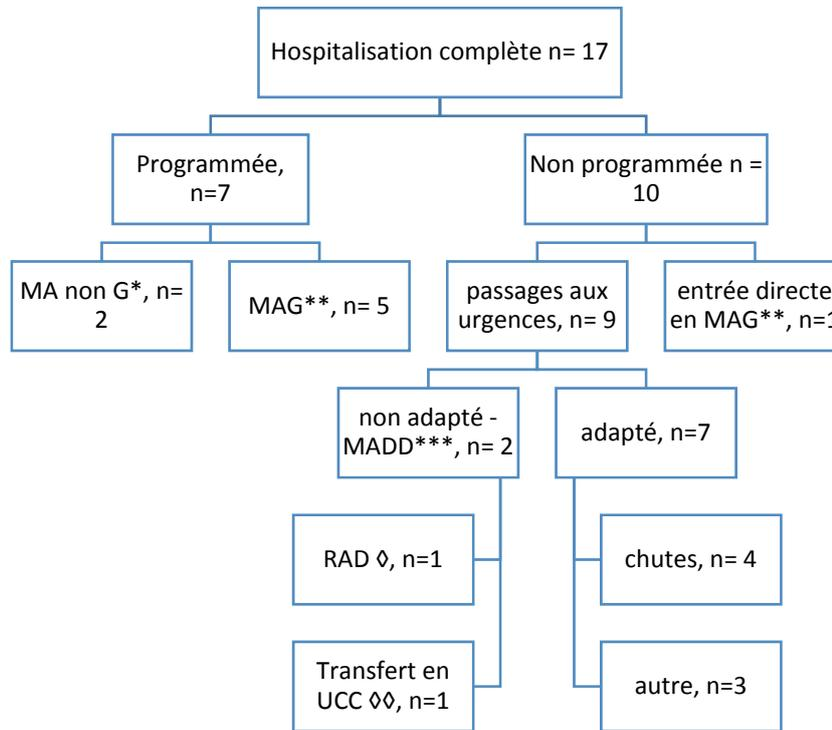 Hospitalisation complète n= 17
Programmée,
n=7
Non programmée n =
10
MA non G*, n=
2
MAG**, n= 5
passages aux
urgences, n= 9
entrée directe
en MAG**, n=1
non adapté -
MADD***, n= 2
adapté, n=7
RAD ◊, n=1
chutes, n= 4
Transfert en
UCC ◊◊, n=1
autre, n=3